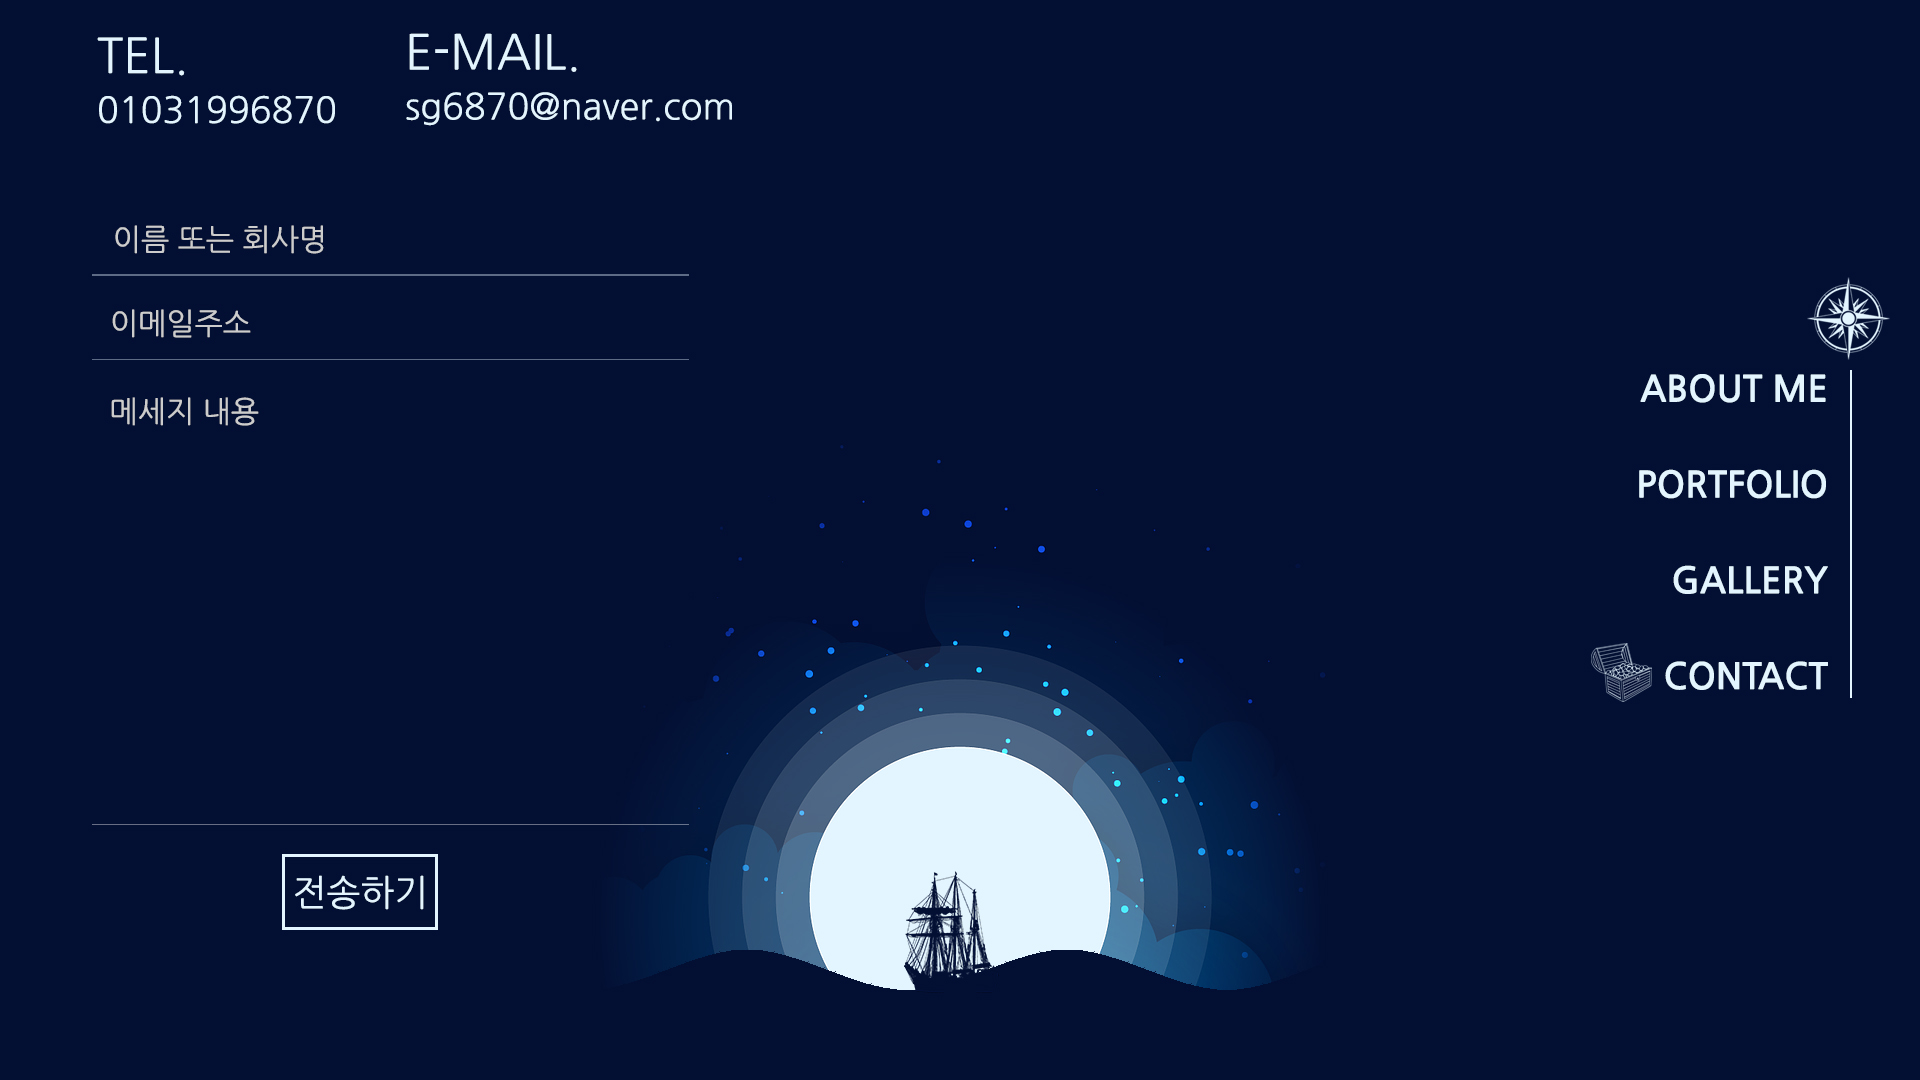 TEL.
01031996870
E-MAIL.
sg6870@naver.com
이름 또는 회사명
이메일주소
메세지 내용
전송하기
ABOUT ME
PORTFOLIO
GALLERY
CONTACT